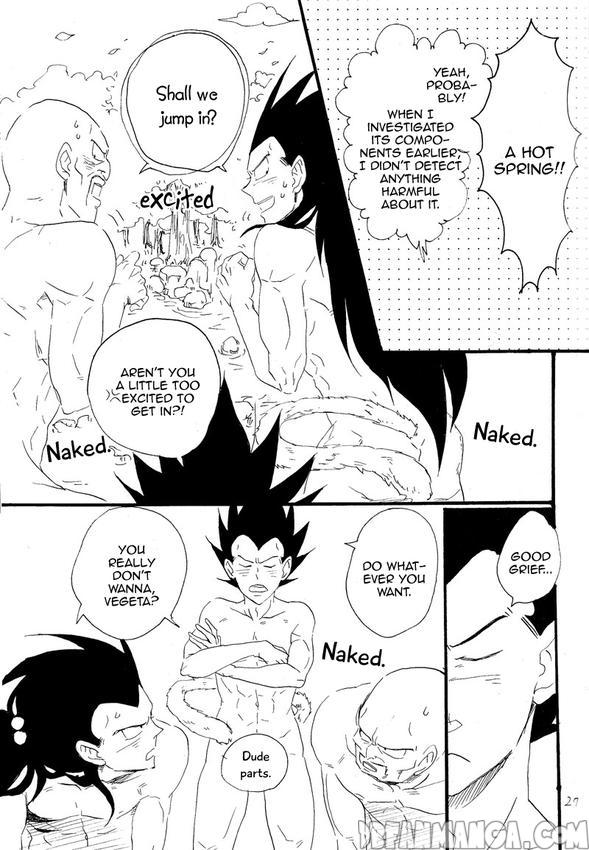 A HOT
SPRING!!
YEAH,
PROBA-
BLY!
WHEN I
INVESTIGATED
ITS COMPO-
NENTS EARLIER,
I DIDN'T DETECT
ANYTHING
HARMFUL
ABOUT IT.
Shall we
jump in?
excited
AREN'T YOU
A LITTLE TOO
EXCITED TO
GET IN?!
Naked.
Naked.
GOOD
GRIEF...
DO WHAT-
EVER YOU
WANT.
YOU
REALLY
DON'T
WANNA,
VEGETA?
Naked.
Dude
parts.
27
DBFANMANGA.COM